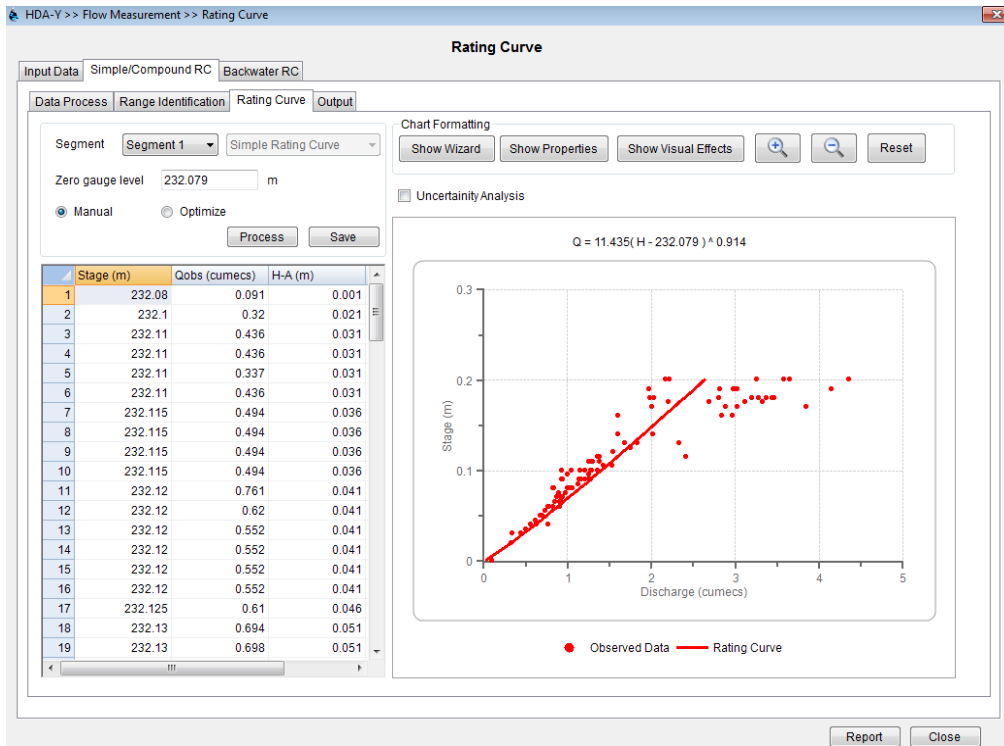 HDA-Y >> Flow Measurement >> Rating Curve
Rating Curve
Input Data Simple/Compound RC Backwater RC
Data Process Range Identification Rating Curve Output
Segment Segment 1 Simple Rating Curve
Zero gauge level 232.079 m
Manual Optimize
Process Save
Chart Formatting
Show Wizard Show Properties Show Visual Effects Reset
Uncertainity Analysis
Stage (m) Qobs (cumecs) H-A (m)
1 232.08 0.091 0.001
2 232.1 0.32 0.021
3 232.11 0.436 0.031
4 232.11 0.436 0.031
5 232.11 0.337 0.031
6 232.11 0.436 0.031
7 232.115 0.494 0.036
8 232.115 0.494 0.036
9 232.115 0.494 0.036
10 232.115 0.494 0.036
11 232.12 0.761 0.041
12 232.12 0.62 0.041
13 232.12 0.552 0.041
14 232.12 0.552 0.041
15 232.12 0.552 0.041
16 232.12 0.552 0.041
17 232.125 0.61 0.046
18 232.13 0.694 0.051
19 232.13 0.698 0.051
Q = 11.435( H - 232.079 ) ^ 0.914
0.3
0.2
0.1
0
Stage (m)
0 1 2 3 4 5
Discharge (cumecs)
Observed Data Rating Curve
Report Close